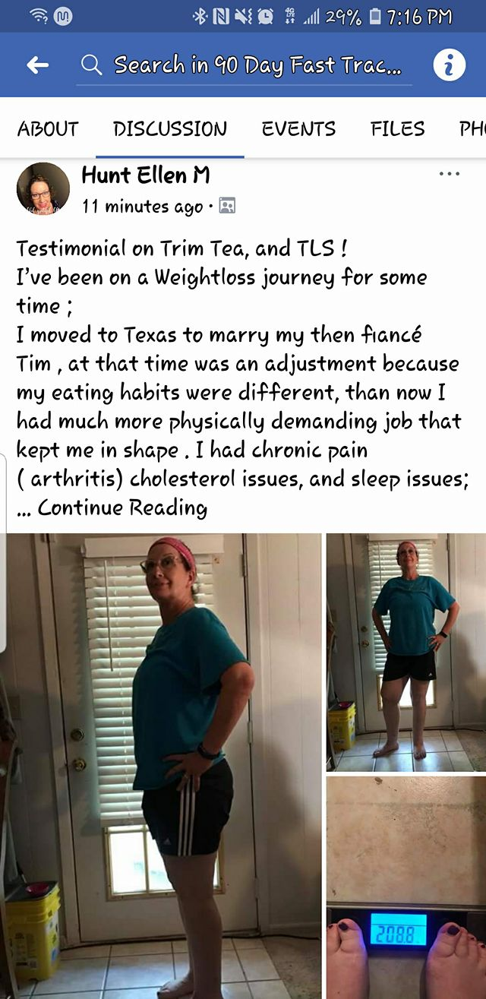 4G
LTE
29%
7:16 PM
Search in 90 Day Fast Trac...
ABOUT DISCUSSION EVENTS FILES PH
Hunt Ellen M
11 minutes ago ·
Testimonial on Trim Tea, and TLS !
I've been on a Weightloss journey for some
time ;
I moved to Texas to marry my then fiancé
Tim , at that time was an adjustment because
my eating habits were different, than now I
had much more physically demanding job that
kept me in shape . I had chronic pain
( arthritis) cholesterol issues, and sleep issues;
... Continue Reading
208.8